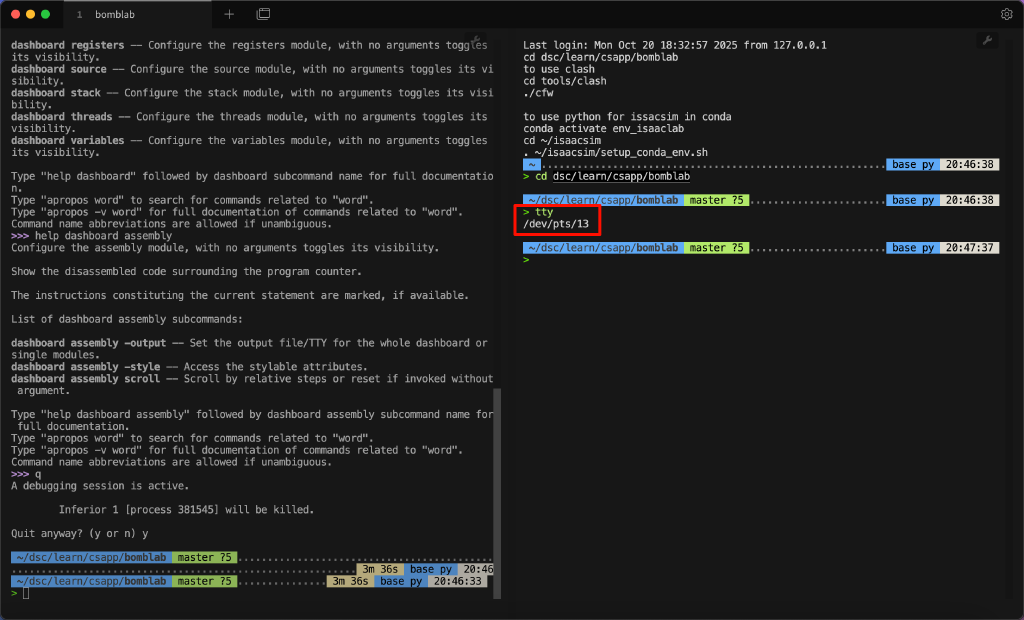 1 bomblab
dashboard registers —— Configure the registers module, with no arguments toggles
its visibility.
dashboard source —— Configure the source module, with no arguments toggles its vi
sibility.
dashboard stack —— Configure the stack module, with no arguments toggles its visi
bility.
dashboard threads —— Configure the threads module, with no arguments toggles its
visibility.
dashboard variables —— Configure the variables module, with no arguments toggles
its visibility.
Type "help dashboard" followed by dashboard subcommand name for full documentatio
n.
Type "apropos word" to search for commands related to "word".
Type "apropos -v word" for full documentation of commands related to "word".
Command name abbreviations are allowed if unambiguous.
>>> help dashboard assembly
Configure the assembly module, with no arguments toggles its visibility.
Show the disassembled code surrounding the program counter.
The instructions constituting the current statement are marked, if available.
List of dashboard assembly subcommands:
dashboard assembly -output —— Set the output file/TTY for the whole dashboard or
single modules.
dashboard assembly -style —— Access the stylable attributes.
dashboard assembly scroll —— Scroll by relative steps or reset if invoked without
argument.
Type "help dashboard assembly" followed by dashboard assembly subcommand name for
full documentation.
Type "apropos word" to search for commands related to "word".
Type "apropos -v word" for full documentation of commands related to "word".
Command name abbreviations are allowed if unambiguous.
>>> q
A debugging session is active.
Inferior 1 [process 381545] will be killed.
Quit anyway? (y or n) y
~/dsc/learn/csapp/bomblab master ?5
3m 36s base py 20:46
~/dsc/learn/csapp/bomblab master ?5 3m 36s base py 20:46:33
>
Last login: Mon Oct 20 18:32:57 2025 from 127.0.0.1
cd dsc/learn/csapp/bomblab
to use clash
cd tools/clash
./cfw
to use python for issacsim in conda
conda activate env_isaaclab
cd ~/isaacsim
. ~/isaacsim/setup_conda_env.sh
~ base py 20:46:38
> cd dsc/learn/csapp/bomblab
~/dsc/learn/csapp/bomblab master ?5 base py 20:46:38
> tty
/dev/pts/13
~/dsc/learn/csapp/bomblab master ?5 base py 20:47:37
>